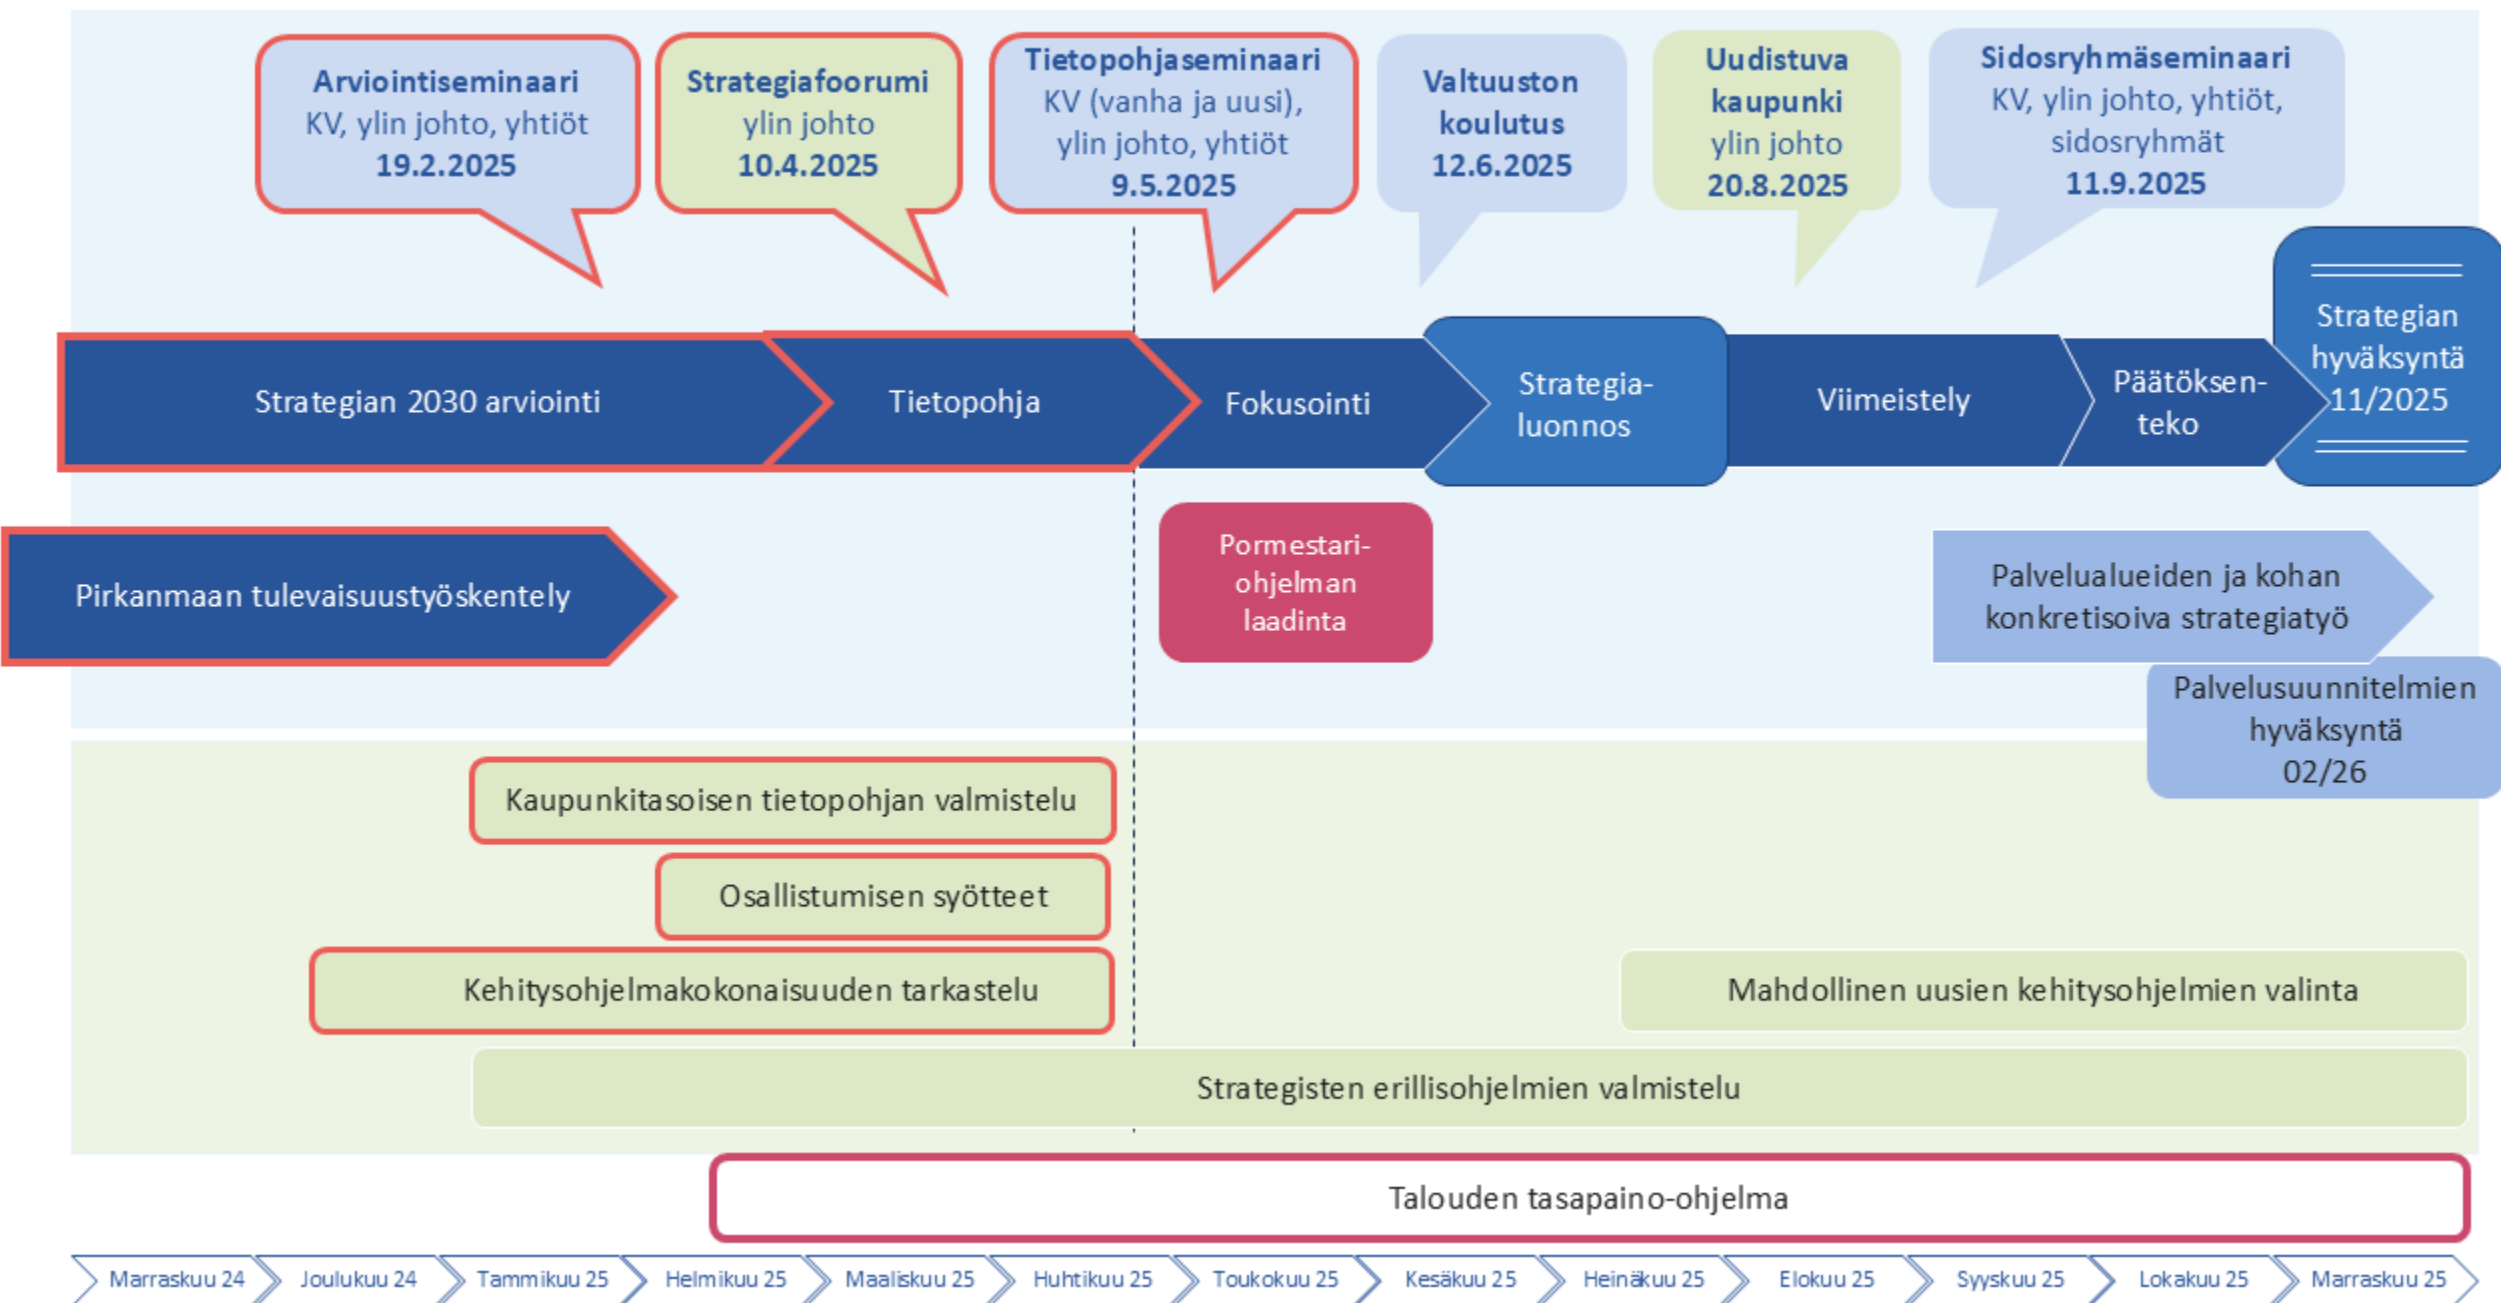 Arviointiseminaari
KV, ylin johto, yhtiöt
19.2.2025
Strategiafoorumi
ylin johto
10.4.2025
Tietopohjaseminaari
KV (vanha ja uusi),
ylin johto, yhtiöt
9.5.2025
Valtuuston
koulutus
12.6.2025
Uudistuva
kaupunki
ylin johto
20.8.2025
Sidosryhmäseminaari
KV, ylin johto, yhtiöt,
sidosryhmät
11.9.2025
Strategian 2030 arviointi
Tietopohja
Fokusointi
Strategia-
luonnos
Viimeistely
Päätöksen-
teko
Strategian
hyväksyntä
11/2025
Pirkanmaan tulevaisuustyöskentely
Pormestari-
ohjelman
laadinta
Palvelualueiden ja kohan
konkretisoiva strategiatyö
Palvelusuunnitelmien
hyväksyntä
02/26
Kaupunkitasoisen tietopohjan valmistelu
Osallistumisen syötteet
Kehitysohjelmakokonaisuuden tarkastelu
Mahdollinen uusien kehitysohjelmien valinta
Strategisten erillisohjelmien valmistelu
Talouden tasapaino-ohjelma
Marraskuu 24
Joulukuu 24
Tammikuu 25
Helmikuu 25
Maaliskuu 25
Huhtikuu 25
Toukokuu 25
Kesäkuu 25
Heinäkuu 25
Elokuu 25
Syyskuu 25
Lokakuu 25
Marraskuu 25